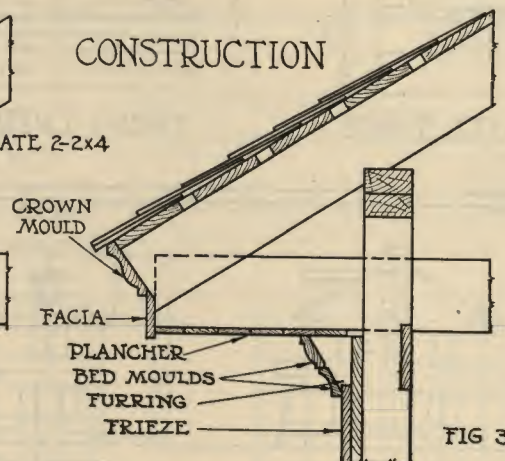 CONSTRUCTION
ATE 2-2x4
CROWN
MOULD
FACIA
PLANCHER
BED MOULDS
FURRING
FRIEZE
FIG 3